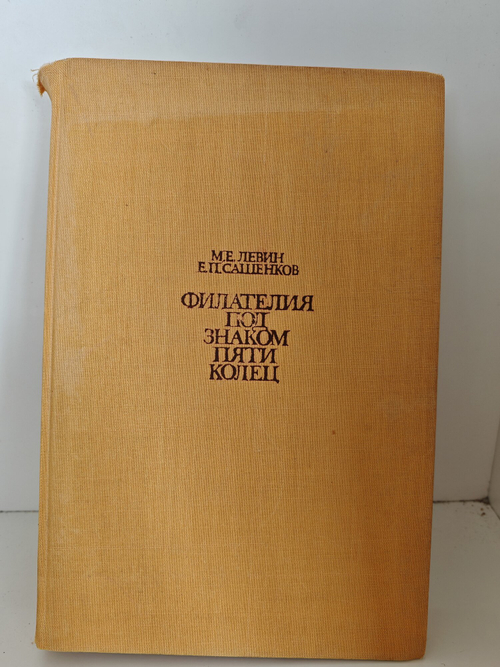 М.Е. ЛЕВИН
Е.П. САШЕНКОВ
ФИЛАТЕЛИЯ
ПОД
ЗНАКОМ
ПЯТИ
КОЛЕЦ